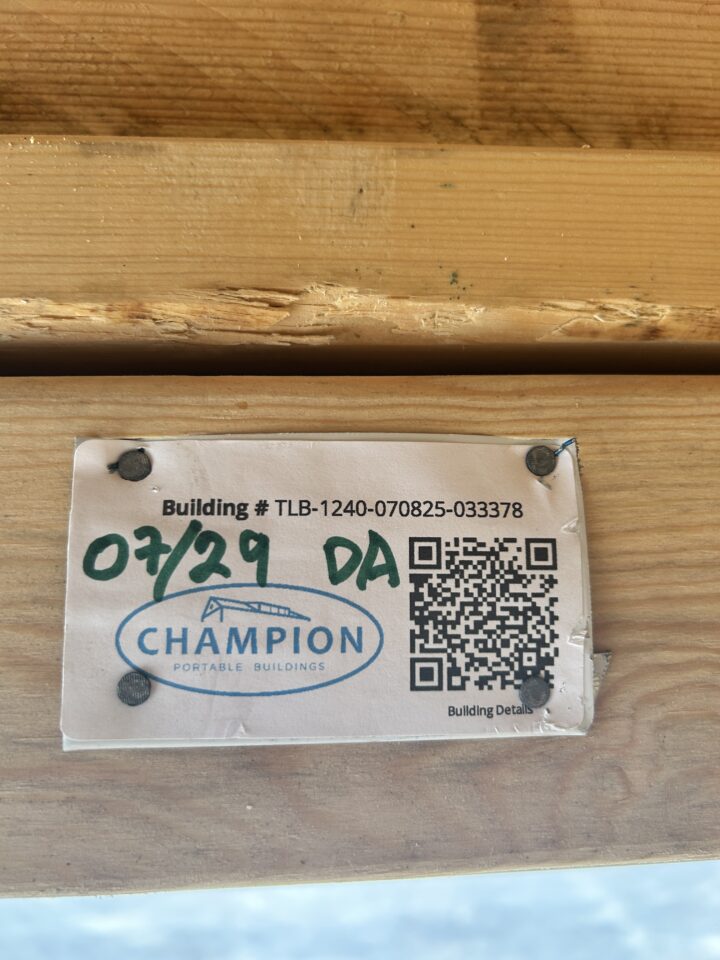 Building # TLB-1240-070825-033378
07/29 DA
CHAMPION
PORTABLE BUILDINGS
Building Details